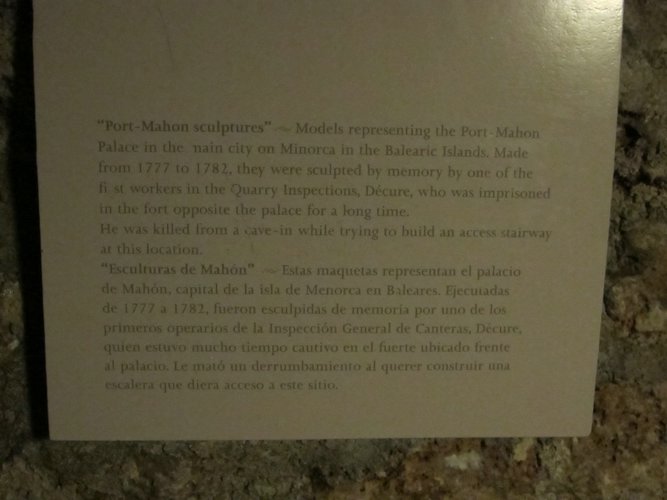 "Port-Mahon sculptures" ~ Models representing the Port-Mahon
Palace in the main city on Minorca in the Balearic Islands. Made
from 1777 to 1782, they were sculpted by memory by one of the
first workers in the Quarry Inspections, Décure, who was imprisoned
in the fort opposite the palace for a long time.
He was killed from a cave-in while trying to build an access stairway
at this location.
"Esculturas de Mahón" ~ Estas maquetas representan el palacio
de Mahón, capital de la isla de Menorca en Baleares. Ejecutadas
de 1777 a 1782, fueron esculpidas de memoria por uno de los
primeros operarios de la Inspección General de Canteras, Décure,
quien estuvo mucho tiempo cautivo en el fuerte ubicado frente
al palacio. Le mató un derrumbamiento al querer construir una
escalera que diera acceso a este sitio.